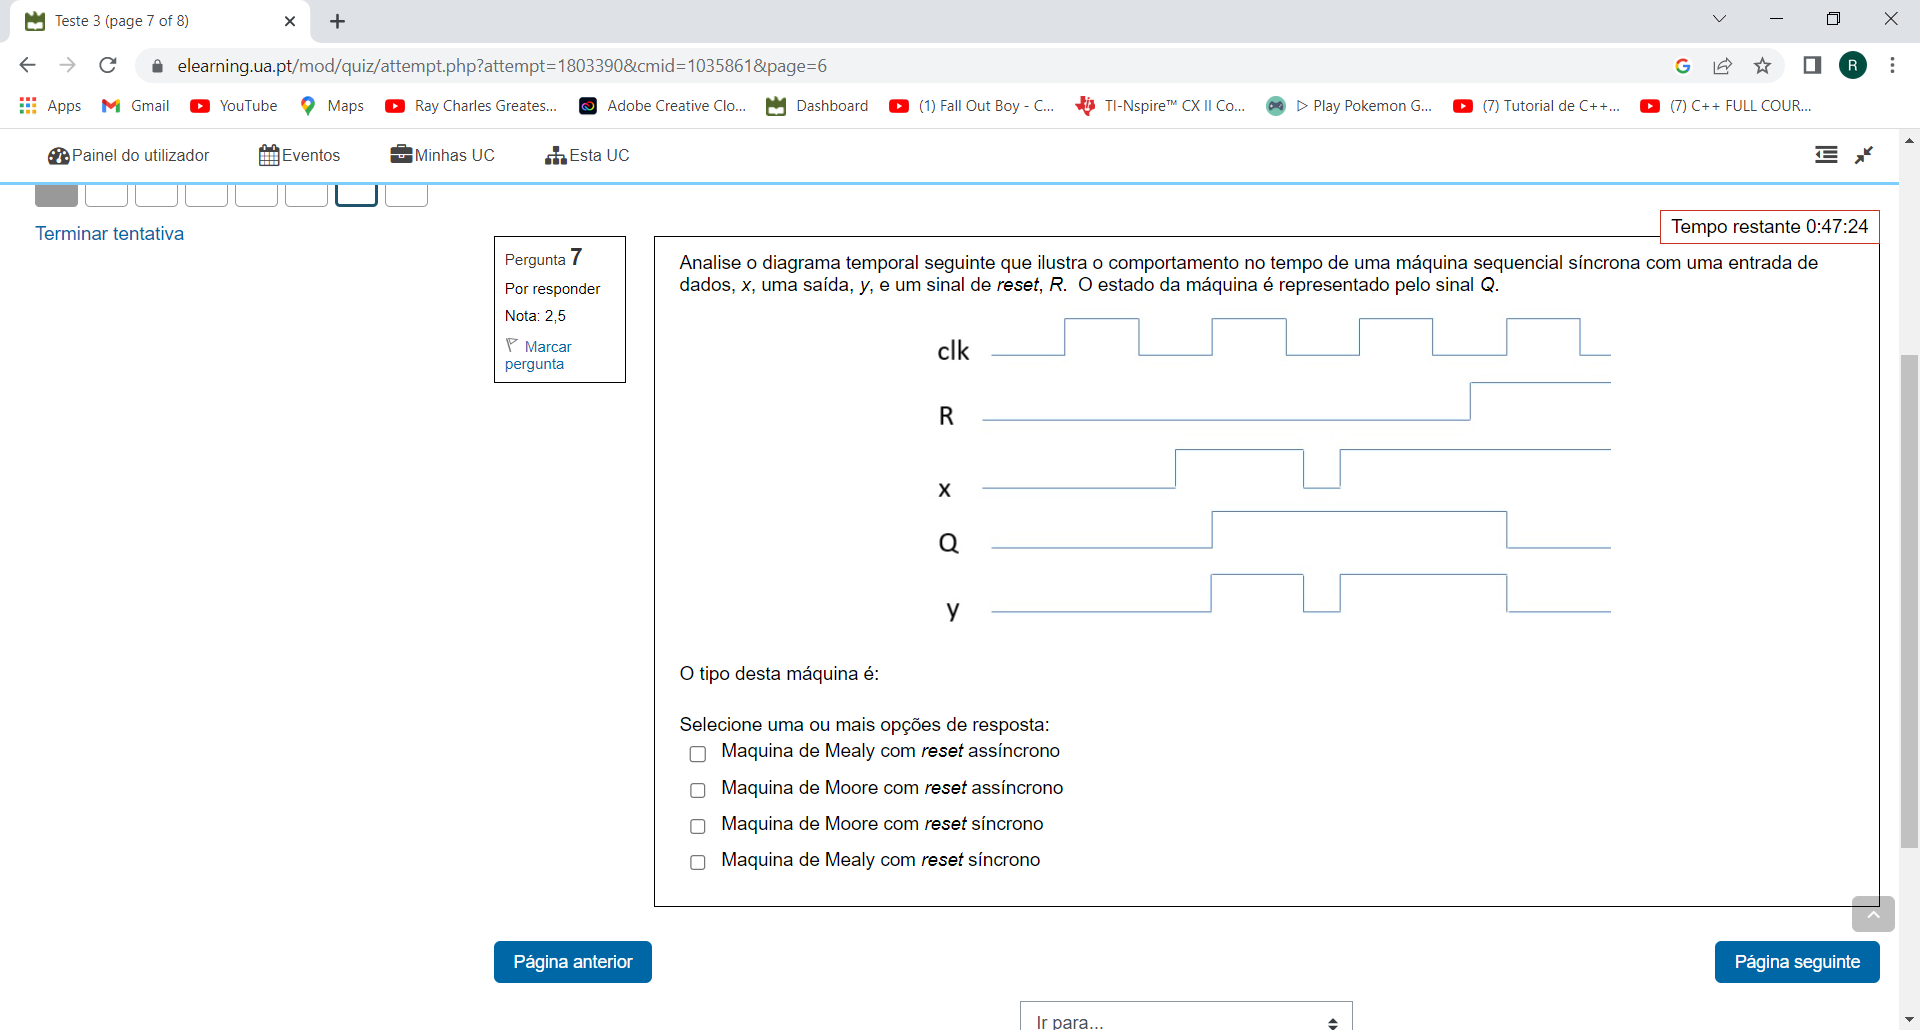 Teste 3 (page 7 of 8)
elearning.ua.pt/mod/quiz/attempt.php?attempt=1803390&cmid=1035861&page=6
R
Apps Gmail YouTube Maps Ray Charles Greates... Adobe Creative Clo... Dashboard (1) Fall Out Boy - C... TI-Nspire™ CX II Co... ▷ Play Pokemon G... (7) Tutorial de C++... (7) C++ FULL COUR...
Painel do utilizador Eventos Minhas UC Esta UC
Terminar tentativa
Tempo restante 0:47:24
Pergunta 7
Por responder
Nota: 2,5
Marcar
pergunta
Analise o diagrama temporal seguinte que ilustra o comportamento no tempo de uma máquina sequencial síncrona com uma entrada de
dados, x, uma saída, y, e um sinal de reset, R. O estado da máquina é representado pelo sinal Q.
clk
R
x
Q
y
O tipo desta máquina é:
Selecione uma ou mais opções de resposta:
Maquina de Mealy com reset assíncrono
Maquina de Moore com reset assíncrono
Maquina de Moore com reset síncrono
Maquina de Mealy com reset síncrono
Página anterior
Página seguinte
Ir para...